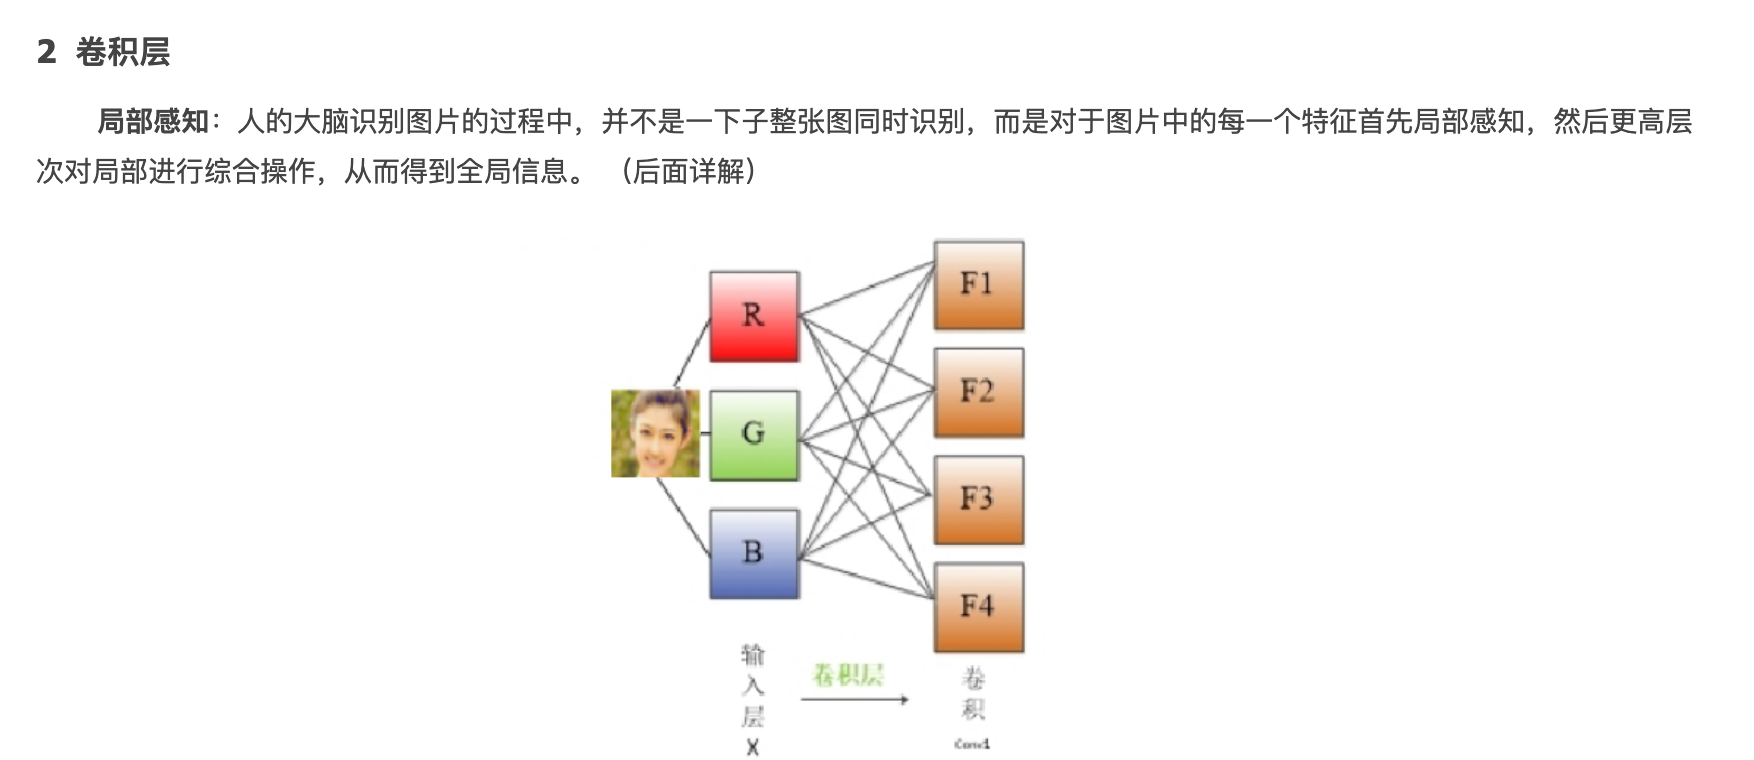 2 卷积层
局部感知：人的大脑识别图片的过程中，并不是一下子整张图同时识别，而是对于图片中的每一个特征首先局部感知，然后更高层
次对局部进行综合操作，从而得到全局信息。 （后面详解）
R
G
B
F1
F2
F3
F4
输入层X
卷积层
卷积
Conv1